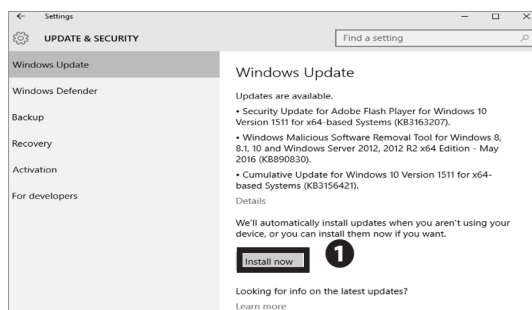 Settings
UPDATE & SECURITY
Find a setting
Windows Update
Windows Defender
Backup
Recovery
Activation
For developers
Windows Update
Updates are available.
• Security Update for Adobe Flash Player for Windows 10
Version 1511 for x64-based Systems (KB3163207).
• Windows Malicious Software Removal Tool for Windows 8,
8.1, 10 and Windows Server 2012, 2012 R2 x64 Edition - May
2016 (KB890830).
• Cumulative Update for Windows 10 Version 1511 for x64-
based Systems (KB3156421).
Details
We'll automatically install updates when you aren't using your
device, or you can install them now if you want.
Install now
1
Looking for info on the latest updates?
Learn more